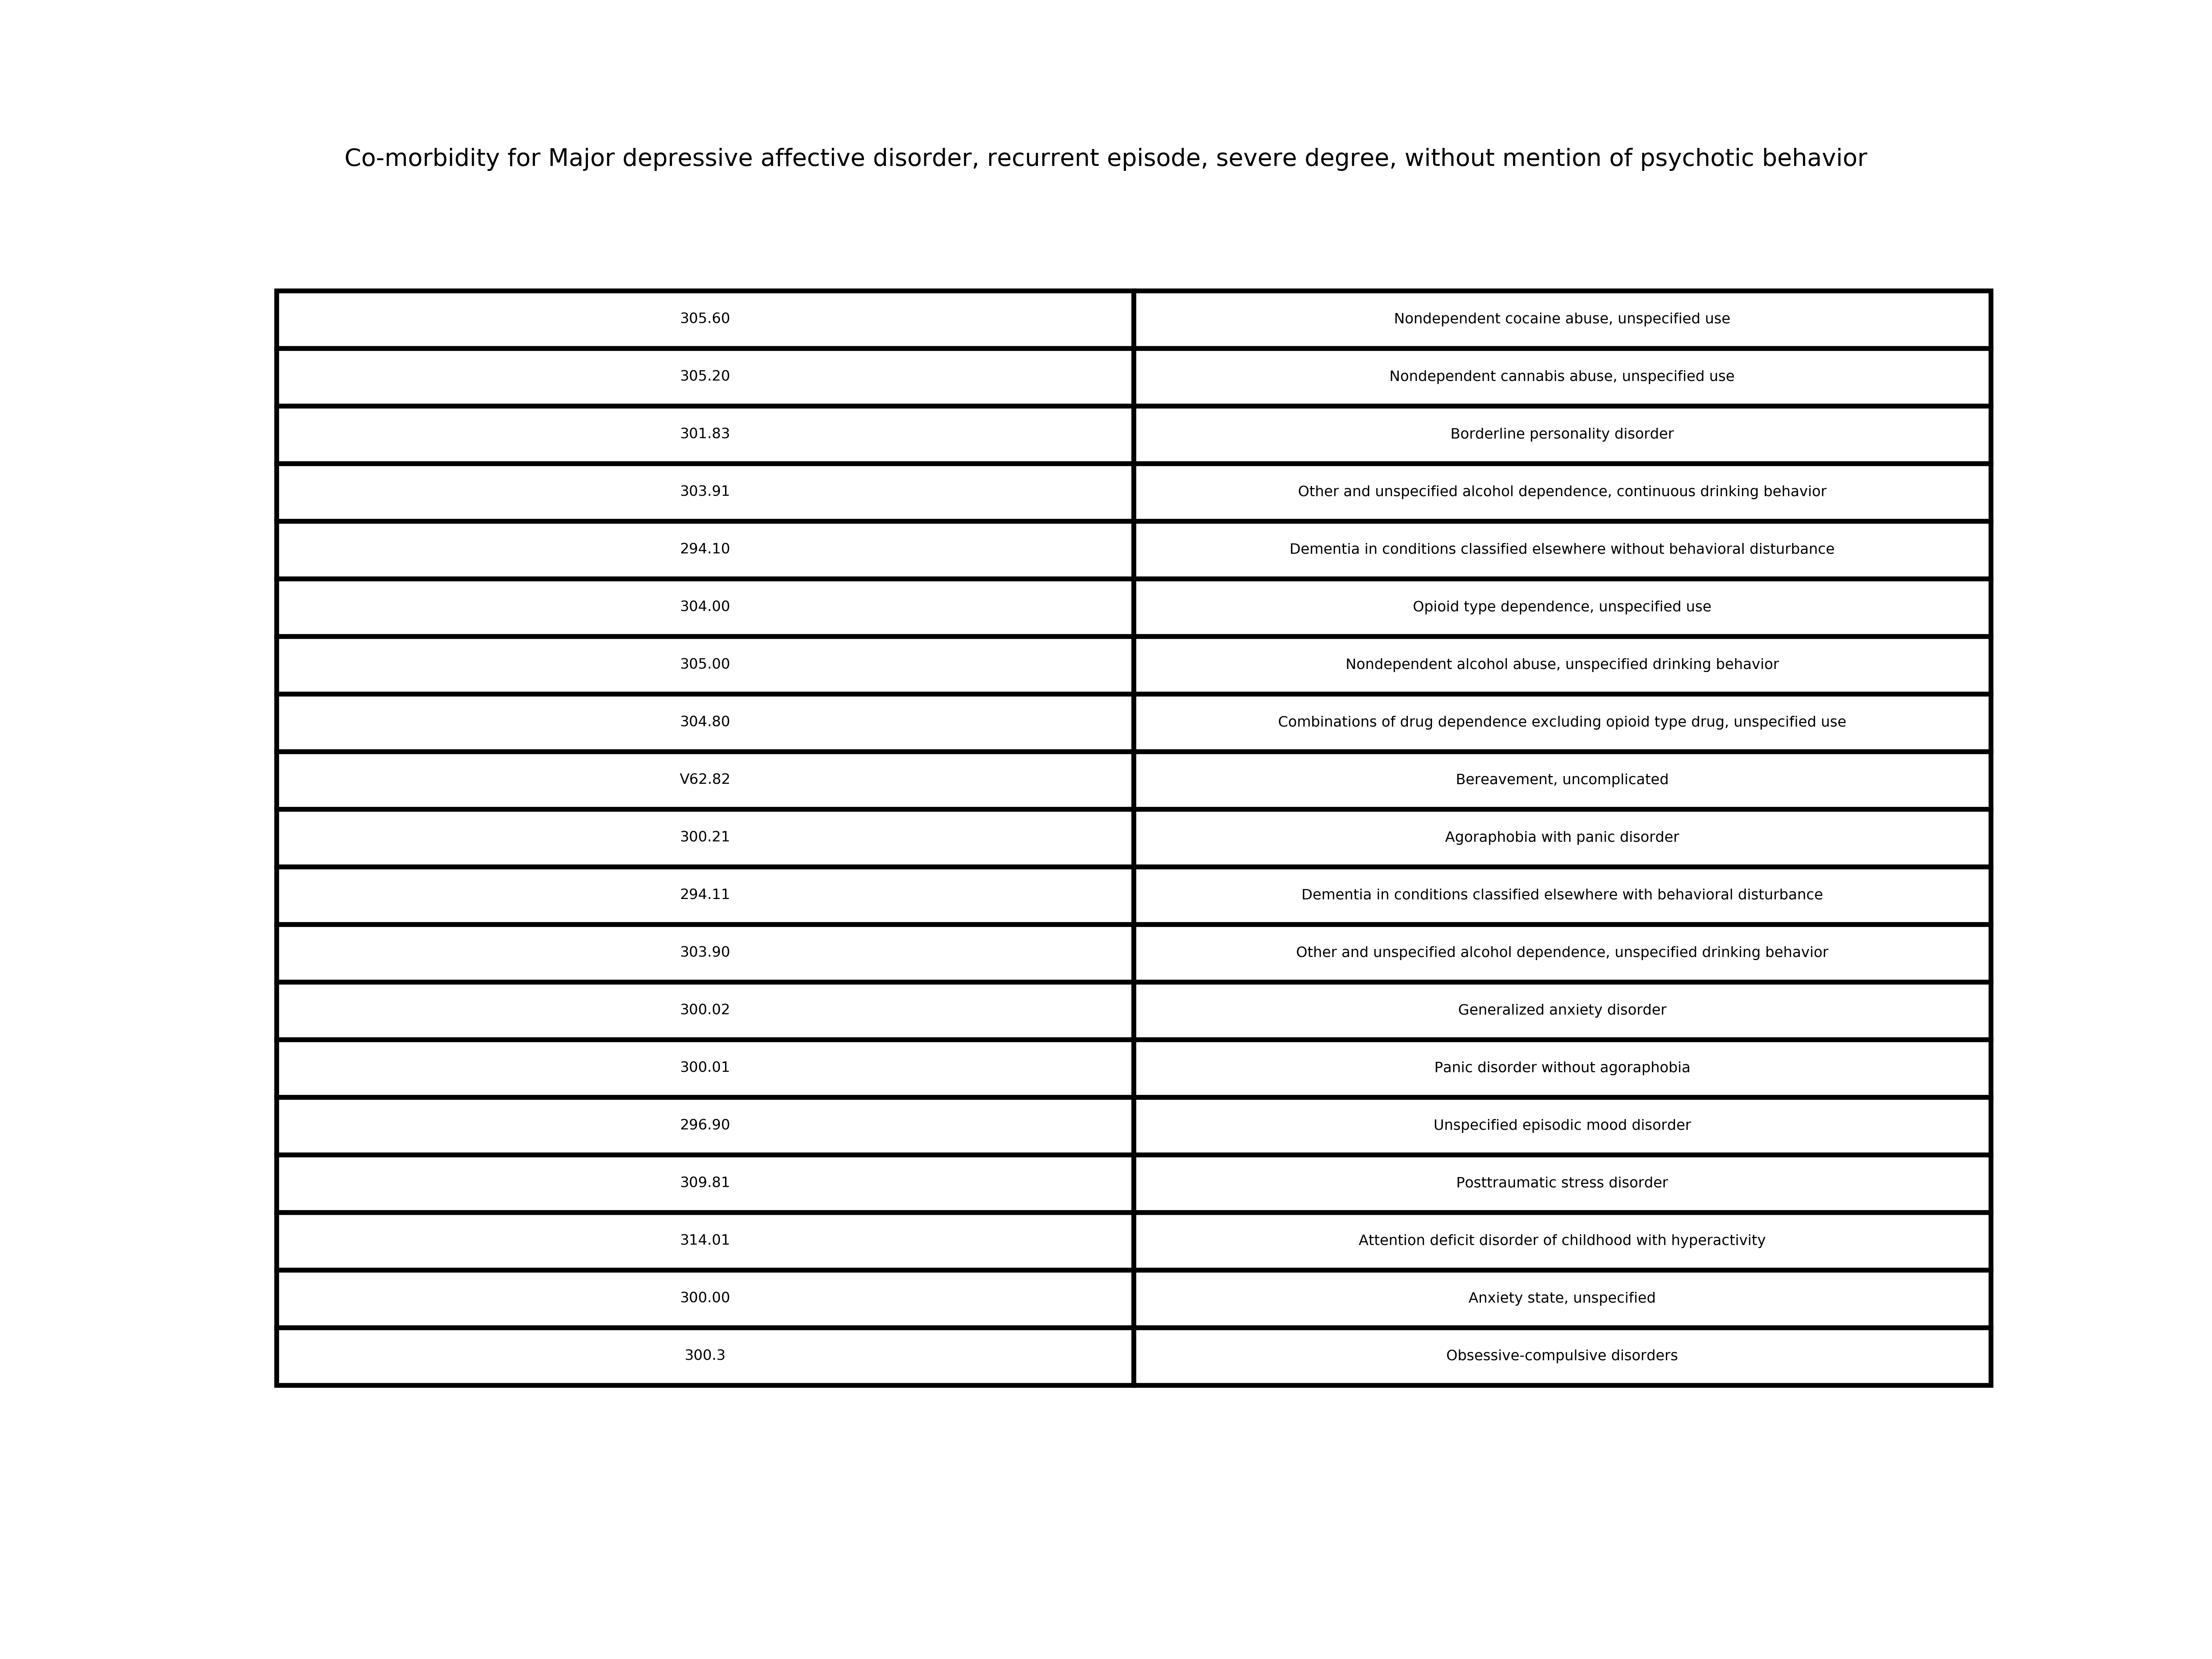 Co-morbidity for Major depressive affective disorder, recurrent episode, severe degree, without mention of psychotic behavior
305.60 Nondependent cocaine abuse, unspecified use
305.20 Nondependent cannabis abuse, unspecified use
301.83 Borderline personality disorder
303.91 Other and unspecified alcohol dependence, continuous drinking behavior
294.10 Dementia in conditions classified elsewhere without behavioral disturbance
304.00 Opioid type dependence, unspecified use
305.00 Nondependent alcohol abuse, unspecified drinking behavior
304.80 Combinations of drug dependence excluding opioid type drug, unspecified use
V62.82 Bereavement, uncomplicated
300.21 Agoraphobia with panic disorder
294.11 Dementia in conditions classified elsewhere with behavioral disturbance
303.90 Other and unspecified alcohol dependence, unspecified drinking behavior
300.02 Generalized anxiety disorder
300.01 Panic disorder without agoraphobia
296.90 Unspecified episodic mood disorder
309.81 Posttraumatic stress disorder
314.01 Attention deficit disorder of childhood with hyperactivity
300.00 Anxiety state, unspecified
300.3 Obsessive-compulsive disorders